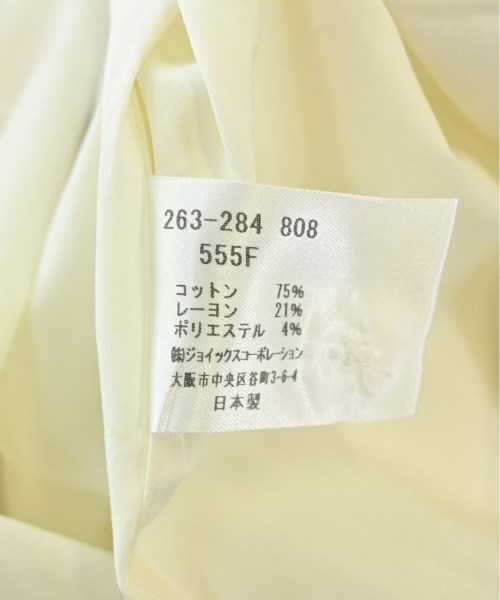 263-284 808
555F
コットン 75%
レーヨン 21%
ポリエステル 4%
㈱ジョイックスコーポレーション
大阪市中央区谷町3-6-4
日本製